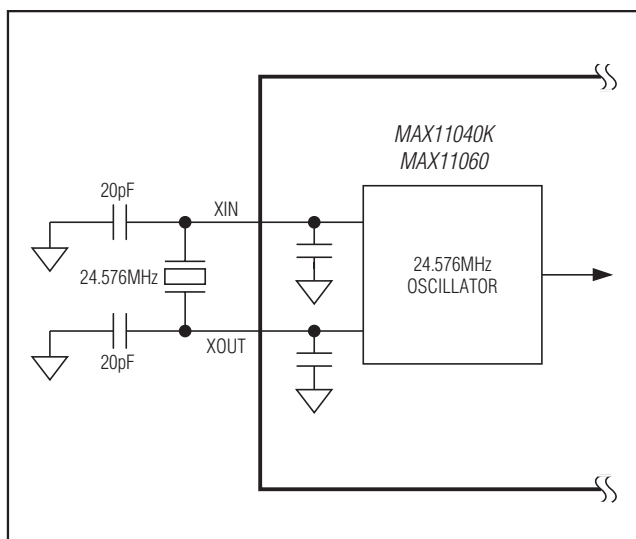 MAX11040K
MAX11060
20pF
XIN
24.576MHz
24.576MHz
OSCILLATOR
XOUT
20pF